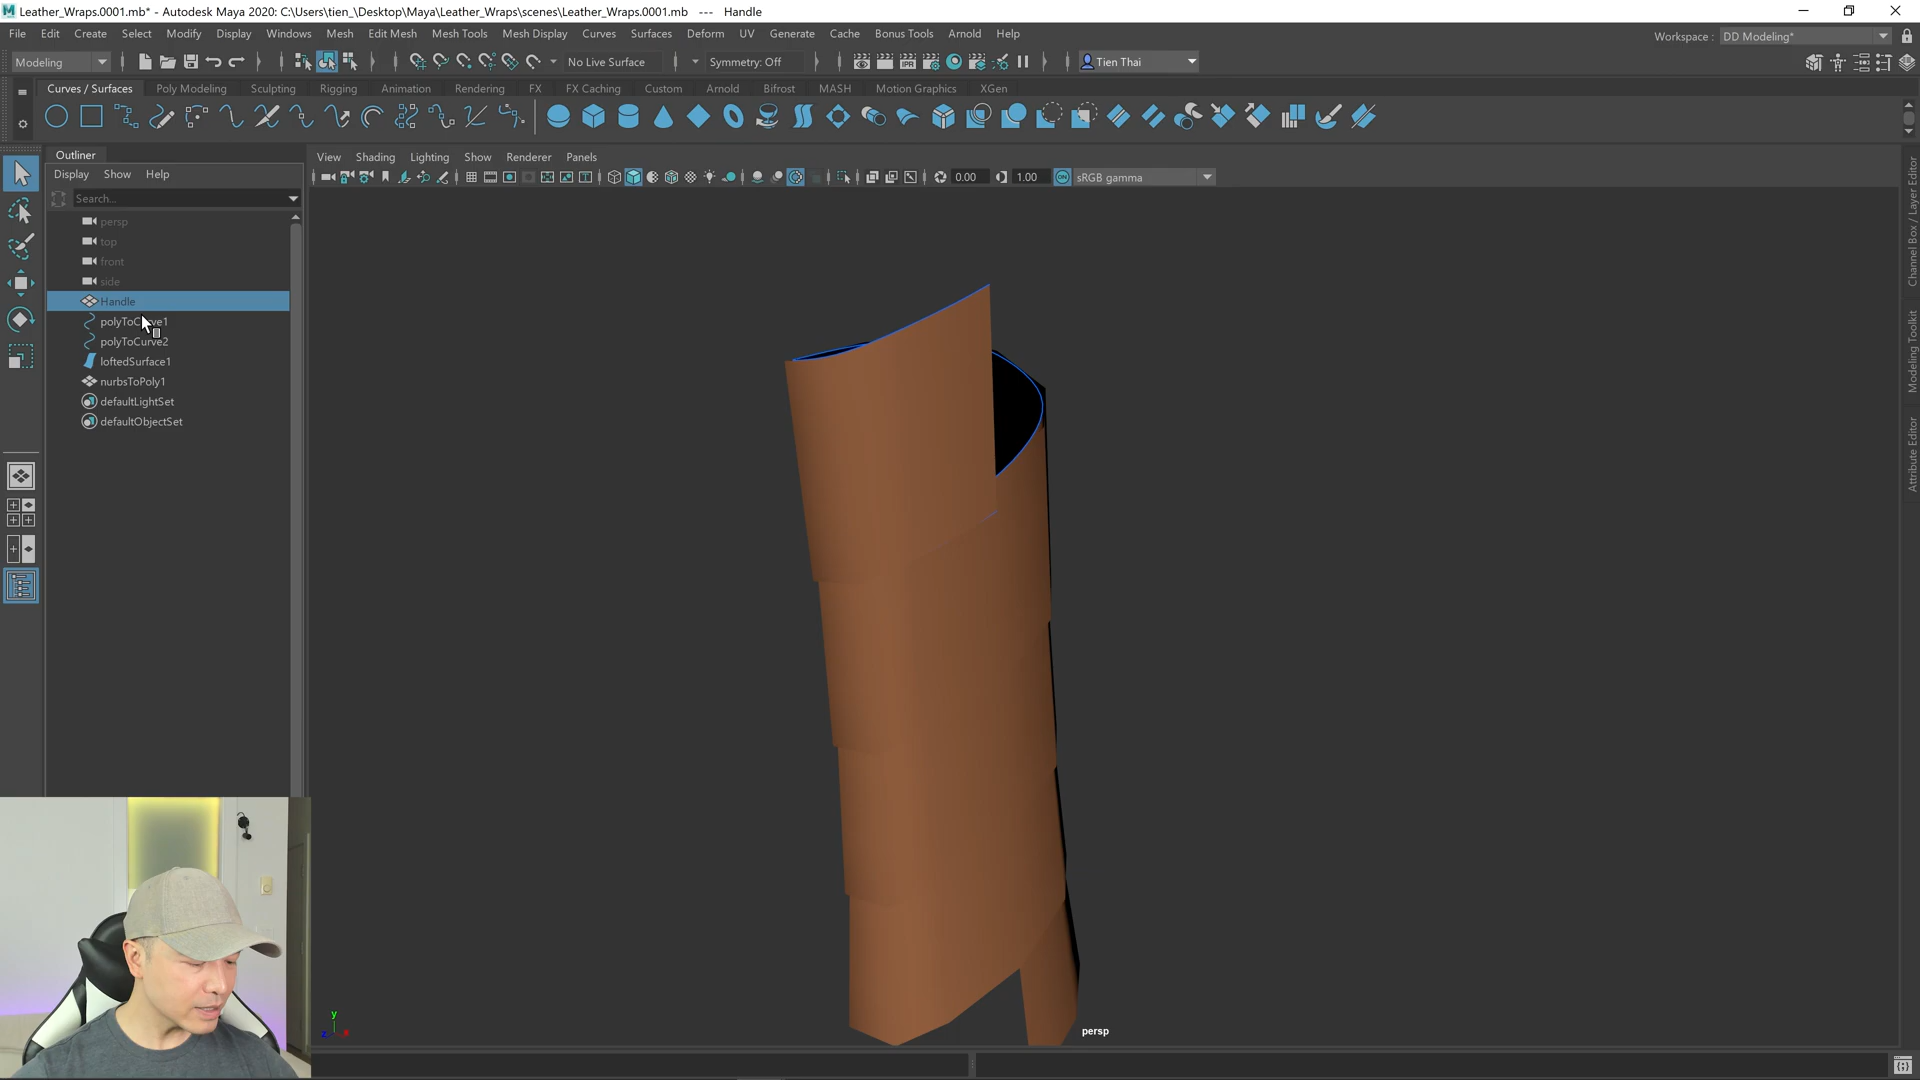 Leather_Wraps.0001.mb* - Autodesk Maya 2020: C:\Users\tien_\Desktop\Maya\Leather_Wraps\scenes\Leather_Wraps.0001.mb --- Handle
File Edit Create Select Modify Display Windows Mesh Edit Mesh Mesh Tools Mesh Display Curves Surfaces Deform UV Generate Cache Bonus Tools Arnold Help
Workspace : DD Modeling*
Modeling No Live Surface Symmetry: Off Tien Thai
Curves / Surfaces Poly Modeling Sculpting Rigging Animation Rendering FX FX Caching Custom Arnold Bifrost MASH Motion Graphics XGen
IPR
Outliner
Display Show Help
Search...
persp
top
front
side
Handle
polyToCurve1
polyToCurve2
loftedSurface1
nurbsToPoly1
defaultLightSet
defaultObjectSet
View Shading Lighting Show Renderer Panels
0.00 1.00 sRGB gamma
Channel Box / Layer Editor
Modeling Toolkit
Attribute Editor
y
z x
persp